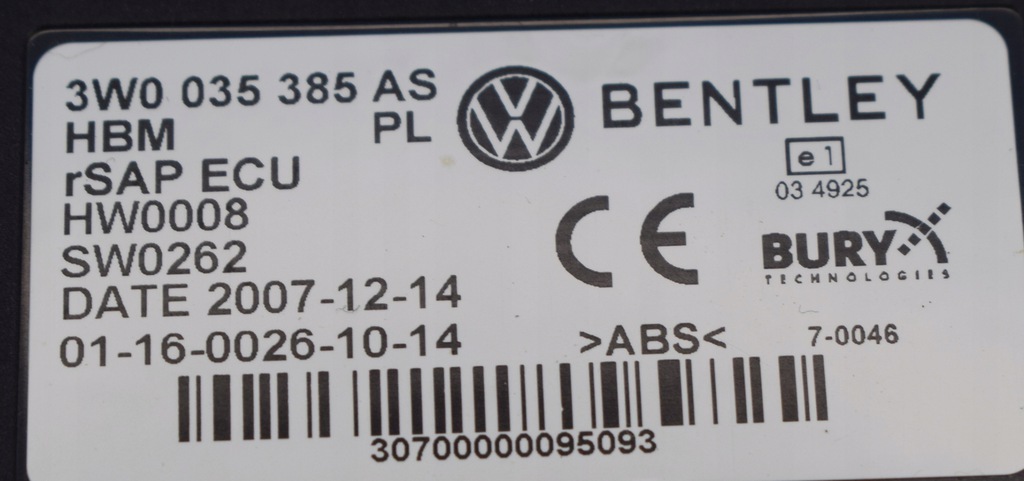 3W0 035 385 AS
HBM PL
rSAP ECU
HW0008
SW0262
DATE 2007-12-14
01-16-0026-10-14
BENTLEY
e1
03 4925
CE
BURY
TECHNOLOGIES
>ABS<
7-0046
30700000095093